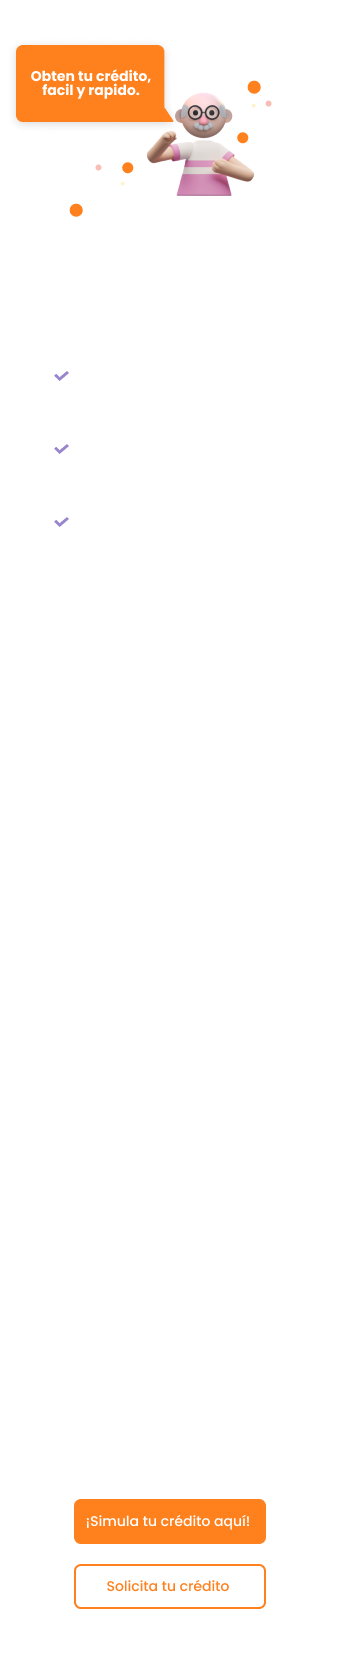 Obten tu crédito,
facil y rapido.
¡Simula tu crédito aquí!
Solicita tu crédito